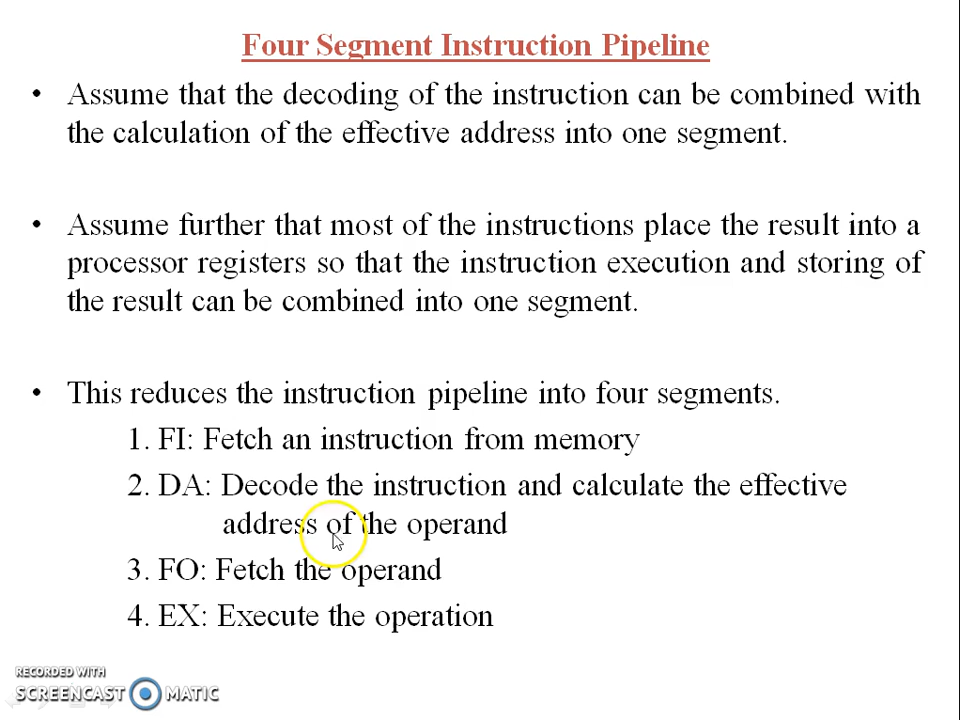 Four Segment Instruction Pipeline
• Assume that the decoding of the instruction can be combined with
the calculation of the effective address into one segment.
• Assume further that most of the instructions place the result into a
processor registers so that the instruction execution and storing of
the result can be combined into one segment.
• This reduces the instruction pipeline into four segments.
1. FI: Fetch an instruction from memory
2. DA: Decode the instruction and calculate the effective
address of the operand
3. FO: Fetch the operand
4. EX: Execute the operation
RECORDED WITH
SCREENCAST MATIC